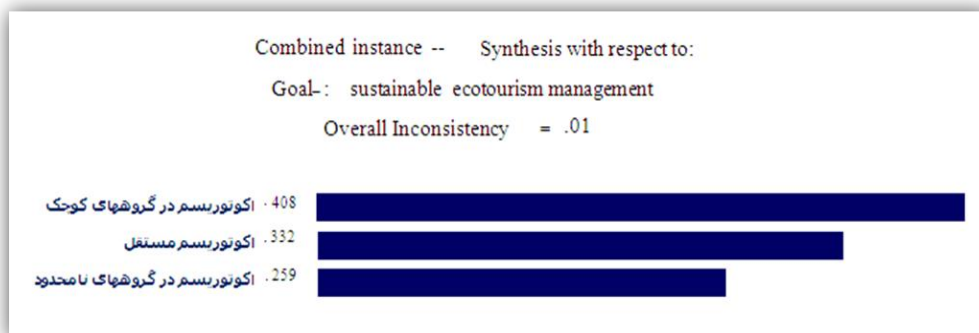 Combined instance -- Synthesis with respect to:
Goal-: sustainable ecotourism management
Overall Inconsistency = .01
اکوتوریسم در گروههای کوچک .408
اکوتوریسم مستقل .332
اکوتوریسم در گروههای نامحدود .259